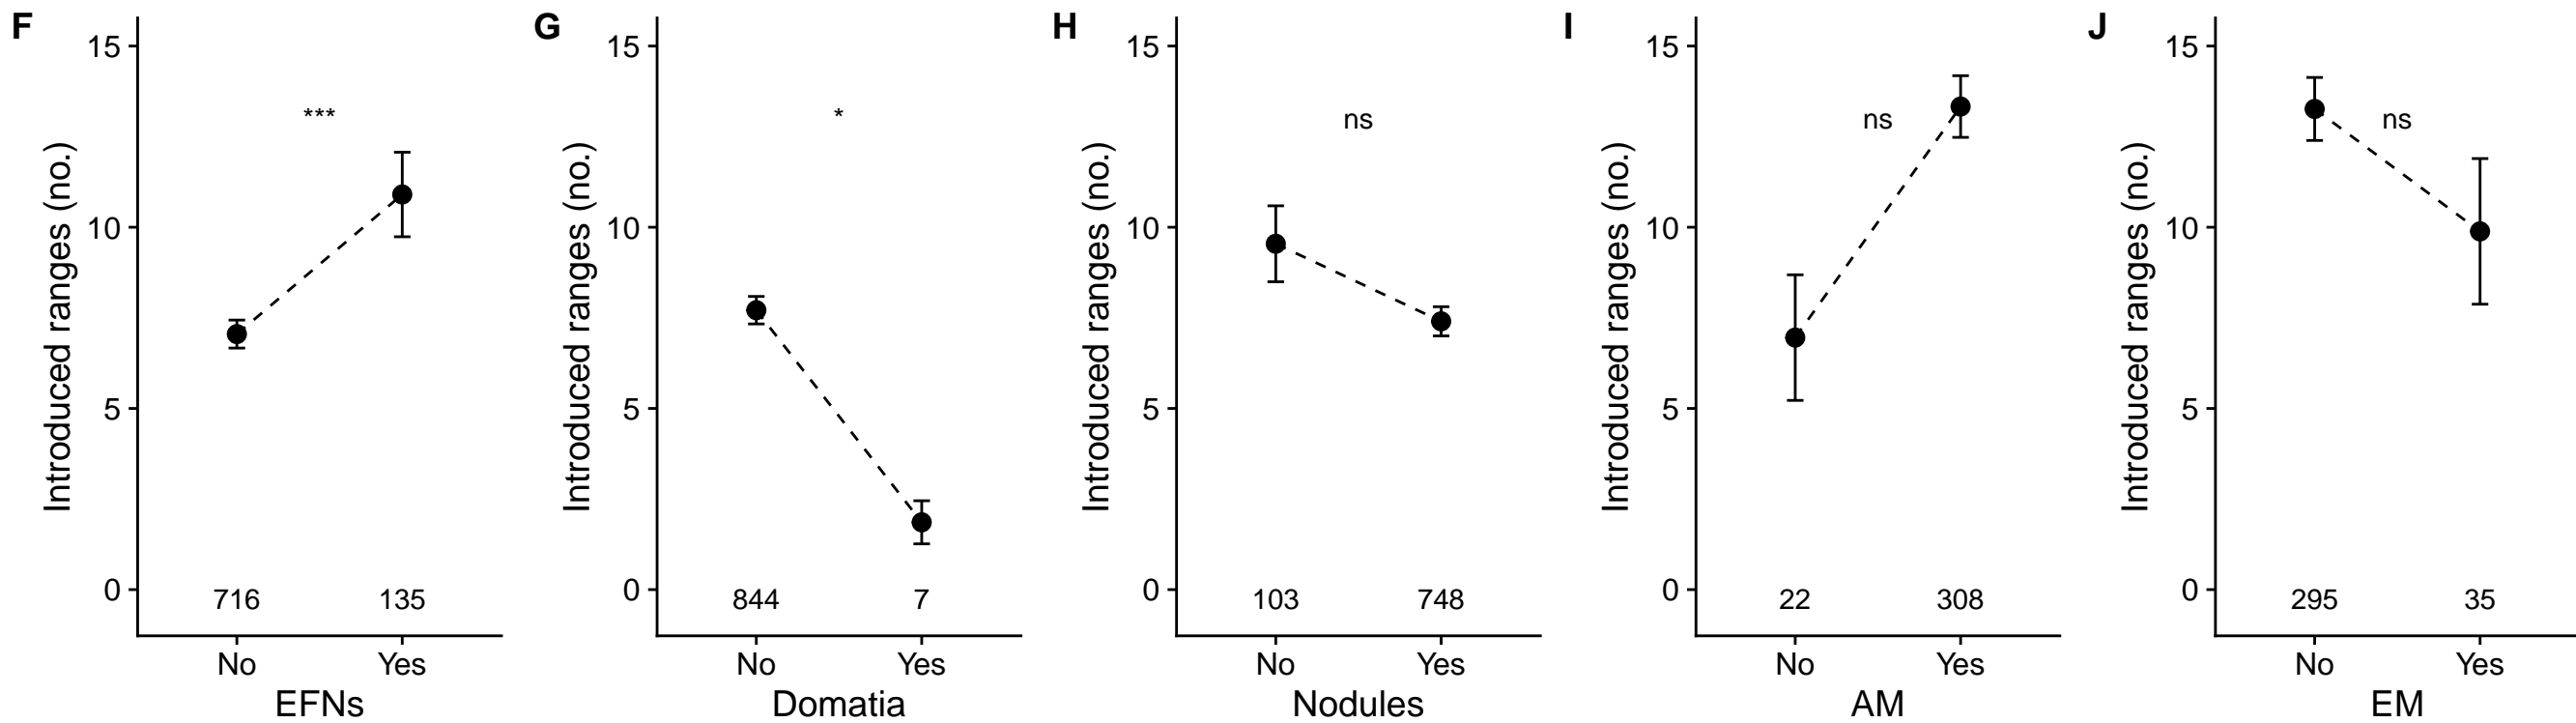 F
15
10
5
0
Introduced ranges (no.)
***
716
135
No
Yes
EFNs
G
15
10
5
0
Introduced ranges (no.)
*
844
7
No
Yes
Domatia
H
15
10
5
0
Introduced ranges (no.)
ns
103
748
No
Yes
Nodules
I
15
10
5
0
Introduced ranges (no.)
ns
22
308
No
Yes
AM
J
15
10
5
0
Introduced ranges (no.)
ns
295
35
No
Yes
EM